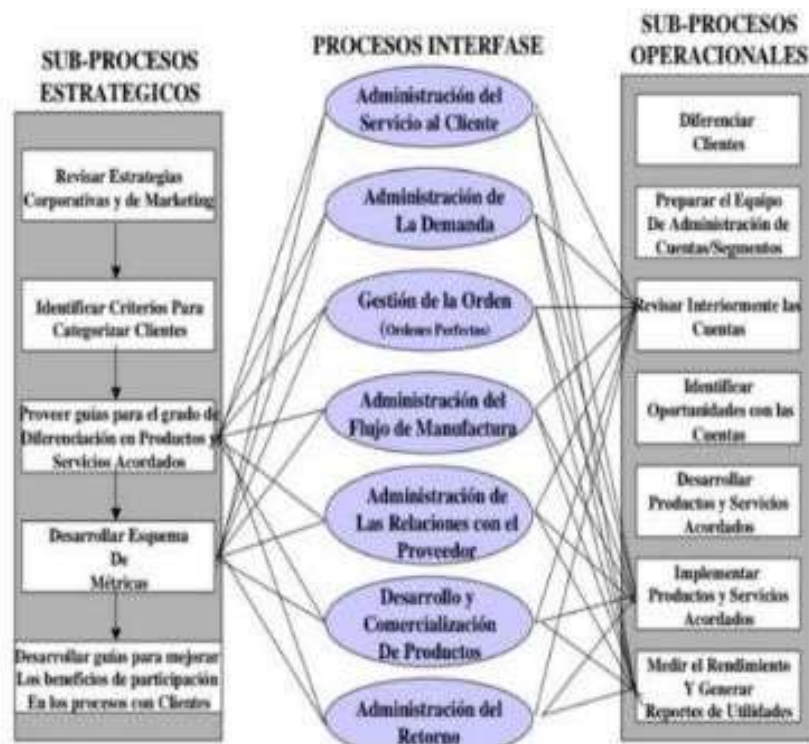 SUB-PROCESOS
ESTRATEGICOS
Revisar Estrategias
Corporativas y de Marketing
Identificar Criterios Para
Categorizar Clientes
Proveer guías para el grado de
Diferenciación en Productos y
Servicios Acordados
Desarrollar Esquema
De
Métricas
Desarrollar guías para mejorar
Los beneficios de participación
En los procesos con Clientes
PROCESOS INTERFASE
Administración del
Servicio al Cliente
Administración de
La Demanda
Gestión de la Orden
(Ordenes Perfectas)
Administración del
Flujo de Manufactura
Administración de
Las Relaciones con el
Proveedor
Desarrollo y
Comercialización
De Productos
Administración del
Retorno
SUB-PROCESOS
OPERACIONALES
Diferenciar
Clientes
Preparar el Equipo
De Administración de
Cuentas/Segmentos
Revisar Interiormente las
Cuentas
Identificar
Oportunidades con las
Cuentas
Desarrollar
Productos y Servicios
Acordados
Implementar
Productos y Servicios
Acordados
Medir el Rendimiento
Y Generar
Reportes de Utilidades